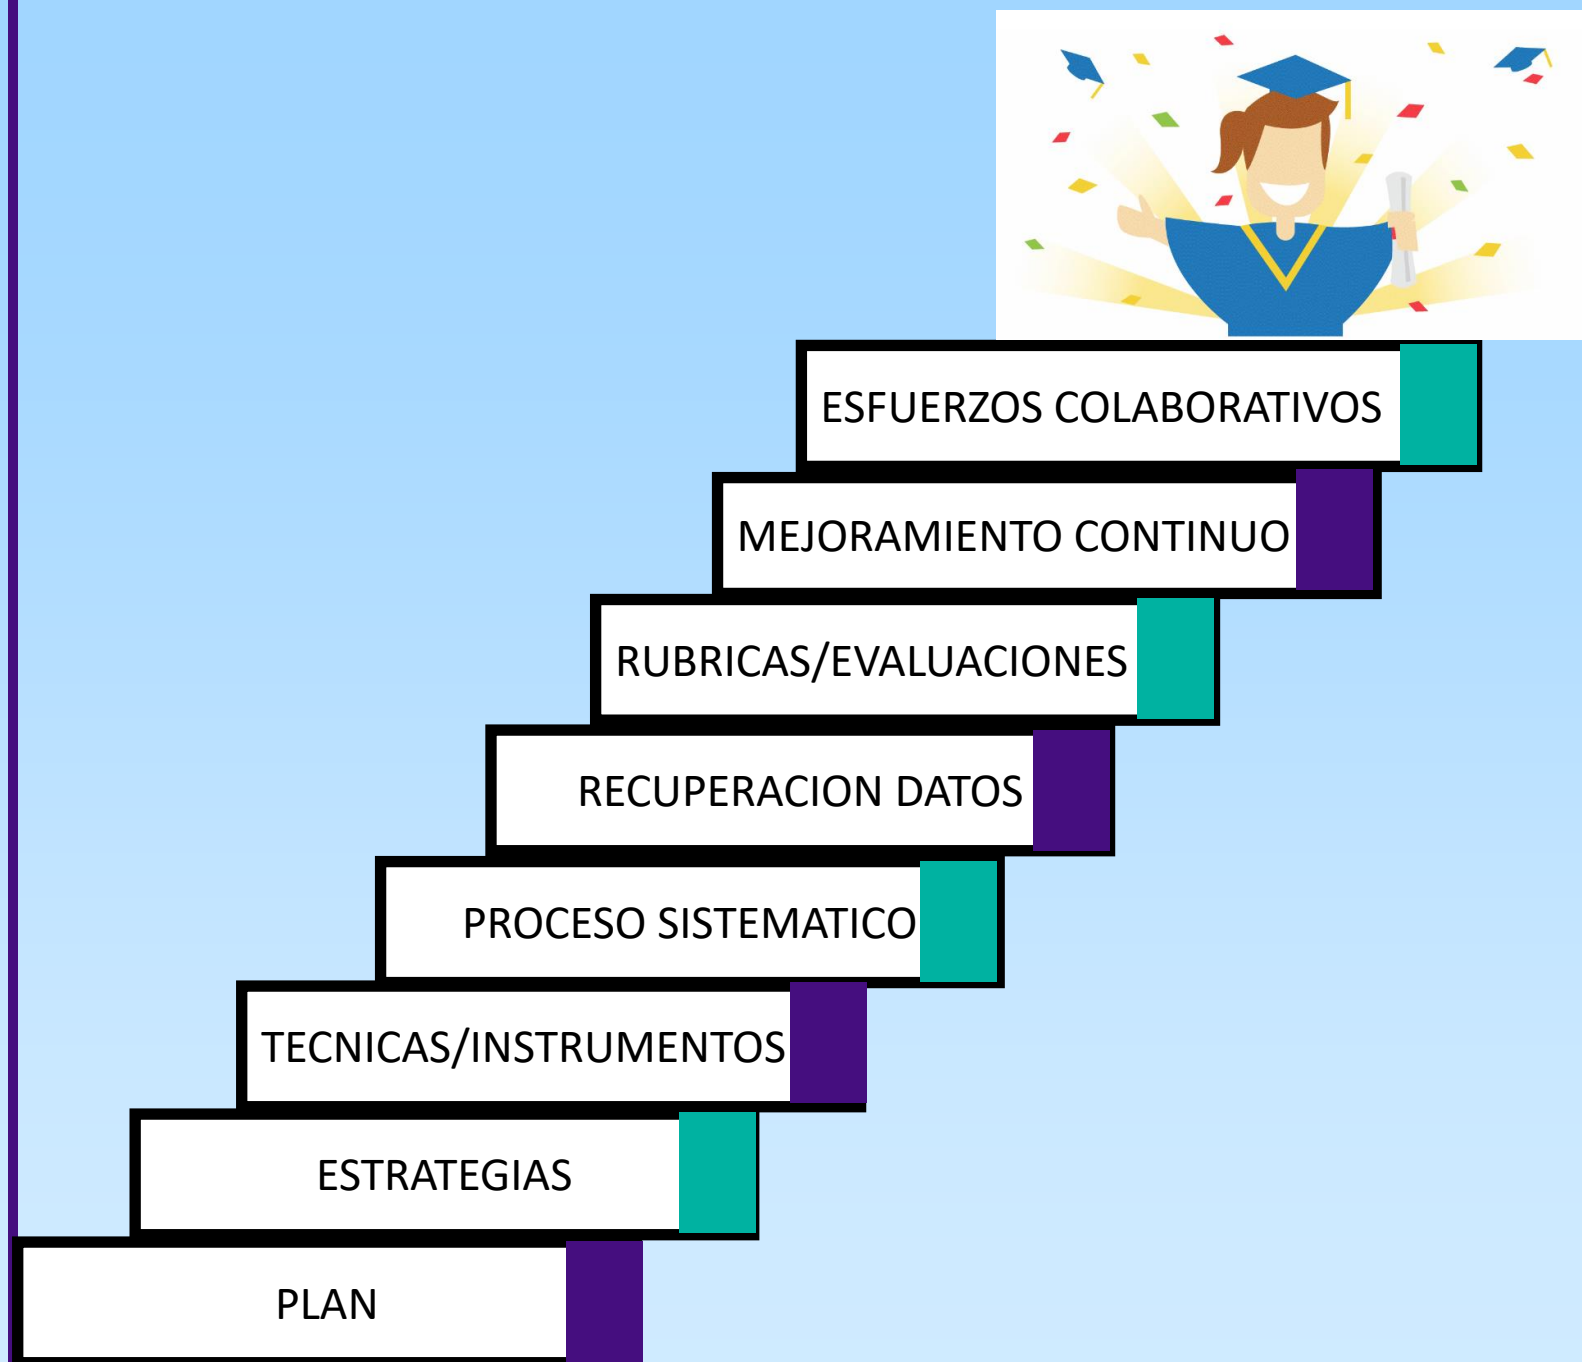 ESFUERZOS COLABORATIVOS
MEJORAMIENTO CONTINUO
RUBRICAS/EVALUACIONES
RECUPERACION DATOS
PROCESO SISTEMATICO
TECNICAS/INSTRUMENTOS
ESTRATEGIAS
PLAN